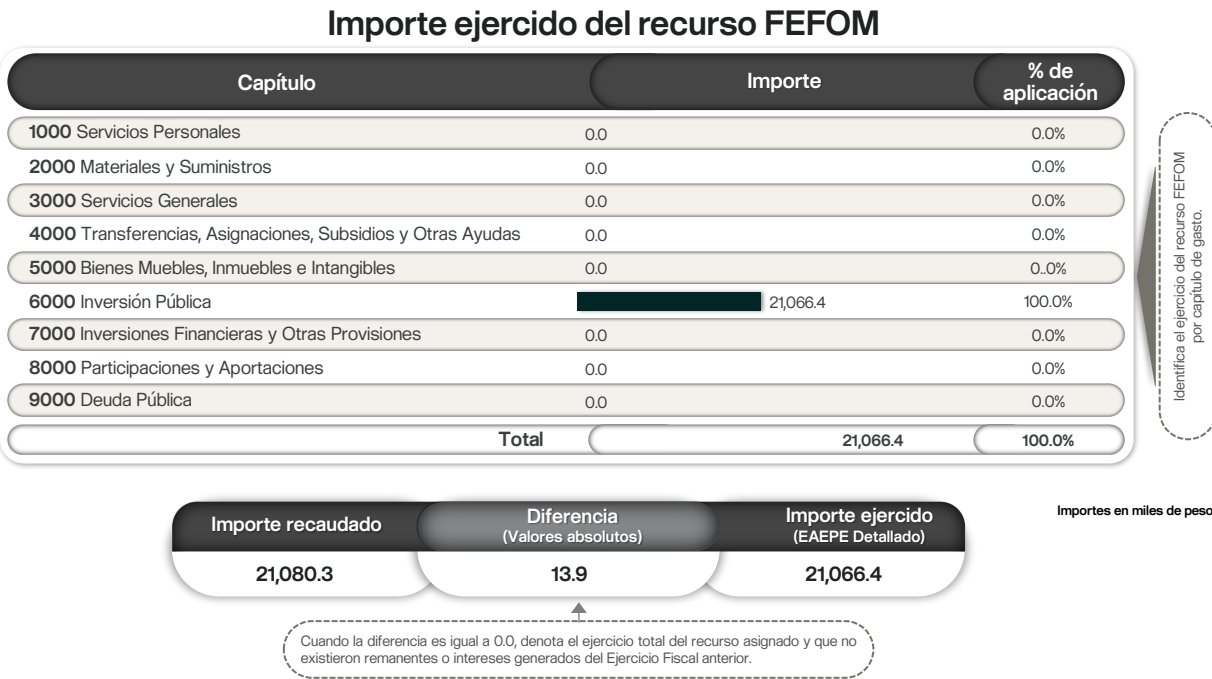 Importe ejercido del recurso FEFOM
Capítulo Importe % de aplicación
1000 Servicios Personales 0.0 0.0%
2000 Materiales y Suministros 0.0 0.0%
3000 Servicios Generales 0.0 0.0%
4000 Transferencias, Asignaciones, Subsidios y Otras Ayudas 0.0 0.0%
5000 Bienes Muebles, Inmuebles e Intangibles 0.0 0..0%
6000 Inversión Pública 21,066.4 100.0%
7000 Inversiones Financieras y Otras Provisiones 0.0 0.0%
8000 Participaciones y Aportaciones 0.0 0.0%
9000 Deuda Pública 0.0 0.0%
Total 21,066.4 100.0%
Identifica el ejercicio del recurso FEFOM
por capítulo de gasto.
Importes en miles de peso
Importe recaudado
21,080.3
Diferencia
(Valores absolutos)
13.9
Importe ejercido
(EAEPE Detallado)
21,066.4
Cuando la diferencia es igual a 0.0, denota el ejercicio total del recurso asignado y que no
existieron remanentes o intereses generados del Ejercicio Fiscal anterior.